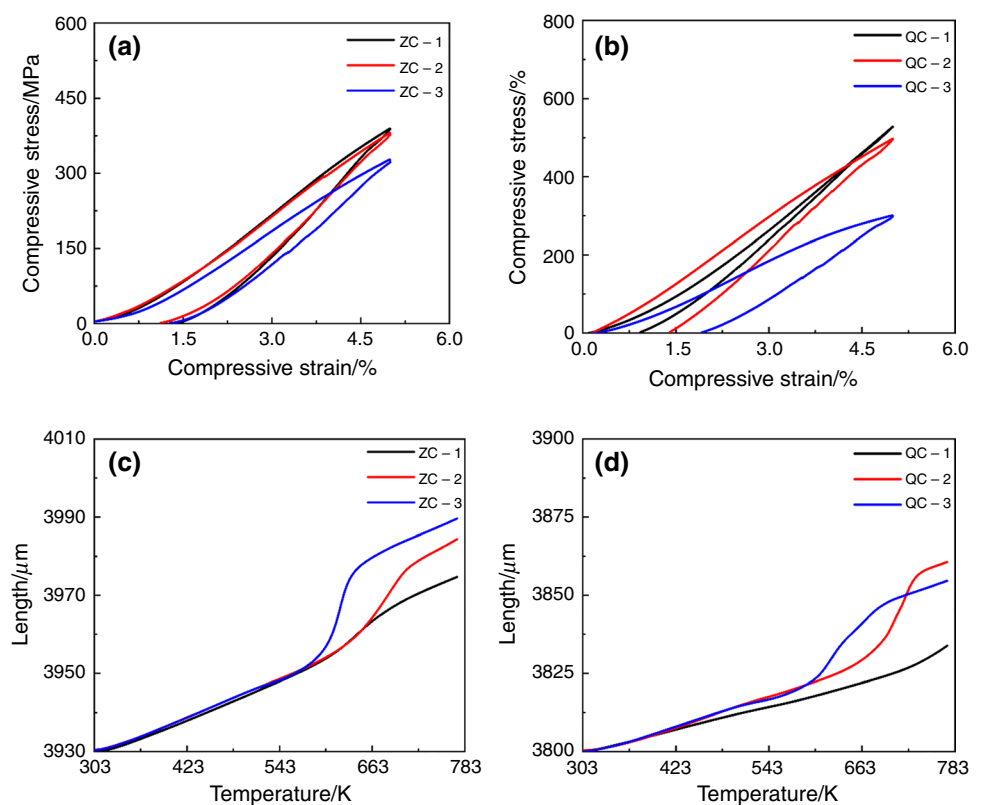 (a)
ZC – 1
ZC – 2
ZC – 3
600
450
300
150
0
0.0 1.5 3.0 4.5 6.0
Compressive strain/%
Compressive stress/MPa
(b)
QC – 1
QC – 2
QC – 3
800
600
400
200
0
0.0 1.5 3.0 4.5 6.0
Compressive strain/%
Compressive stress/%
(c)
ZC – 1
ZC – 2
ZC – 3
4010
3990
3970
3950
3930
303 423 543 663 783
Temperature/K
Length/μm
(d)
QC – 1
QC – 2
QC – 3
3900
3875
3850
3825
3800
303 423 543 663 783
Temperature/K
Length/μm